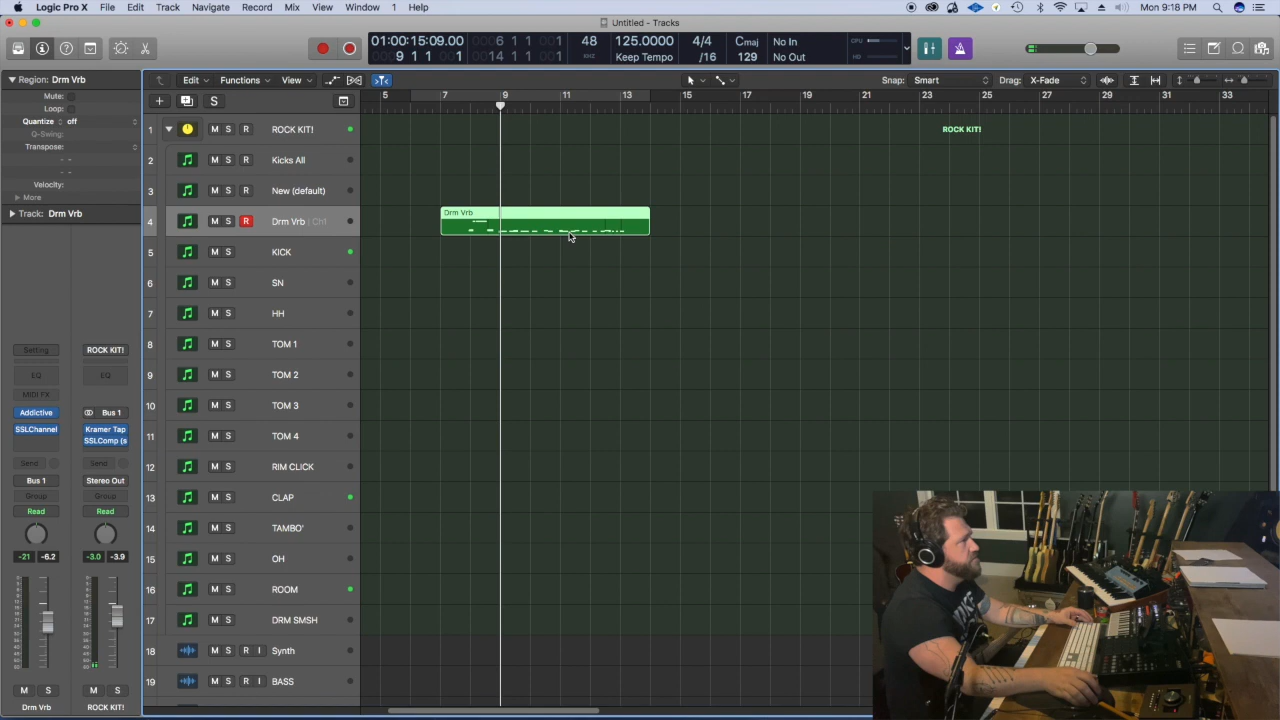 Logic Pro X File Edit Track Navigate Record Mix View Window 1 Help Mon 9:18 PM
Untitled - Tracks
01:00:15:09.00 6 1 1 001 48 125.0000 4/4 Cmaj No In CPU
9 1 1 001 KHZ Keep Tempo /16 129 No Out HD
Region: Drm Vrb Edit Functions View Snap: Smart Drag: X-Fade
Mute:
Loop:
Quantize off
Q-Swing:
Transpose:
Velocity:
More
Track: Drm Vrb
S 5 7 9 11 13 15 17 19 21 23 25 27 29 31 33
1 M S R ROCK KIT! ROCK KIT!
2 M S R Kicks All
3 M S R New (default)
4 M S R Drm Vrb | Ch1 Drm Vrb
5 M S KICK
6 M S SN
7 M S HH
8 M S TOM 1
9 M S TOM 2
10 M S TOM 3
11 M S TOM 4
12 M S RIM CLICK
13 M S CLAP
14 M S TAMBO'
15 M S OH
16 M S ROOM
17 M S DRM SMSH
18 M S R I Synth
19 M S R I BASS
Setting ROCK KIT!
EQ EQ
MIDI FX
Addictive Bus 1
SSLChannel Kramer Tap
SSLComp (s
Send Send
Bus 1 Stereo Out
Group Group
Read Read
-21 -6.2 -3.0 -3.9
M S M S
Drm Vrb ROCK KIT!